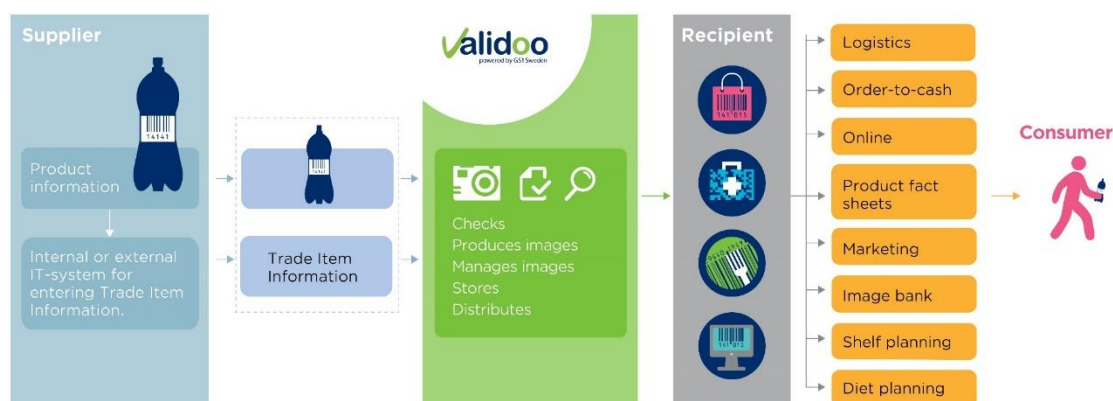 Supplier
14141
Product
information
Internal or external
IT-system for
entering Trade Item
Information.
14141
Trade Item
Information
Validoo
powered by GS1 Sweden
Checks
Produces images
Manages images
Stores
Distributes
Recipient
141 015
141 015
Logistics
Order-to-cash
Online
Product fact
sheets
Marketing
Image bank
Shelf planning
Diet planning
Consumer